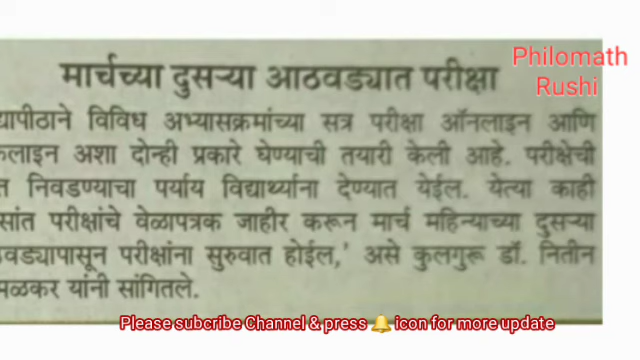 Philomath
Rushi
मार्चच्या दुसऱ्या आठवड्यात परीक्षा
द्यापीठाने विविध अभ्यासक्रमांच्या सत्र परीक्षा ऑनलाइन आणि
फलाइन अशा दोन्ही प्रकारे घेण्याची तयारी केली आहे. परीक्षेची
त निवडण्याचा पर्याय विद्यार्थ्यांना देण्यात येईल. येत्या काही
सांत परीक्षांचे वेळापत्रक जाहीर करून मार्च महिन्याच्या दुसऱ्या
वड्यापासून परीक्षांना सुरुवात होईल,' असे कुलगुरू डॉ. नितीन
मळकर यांनी सांगितले.
Please subcribe Channel & press 🔔 icon for more update